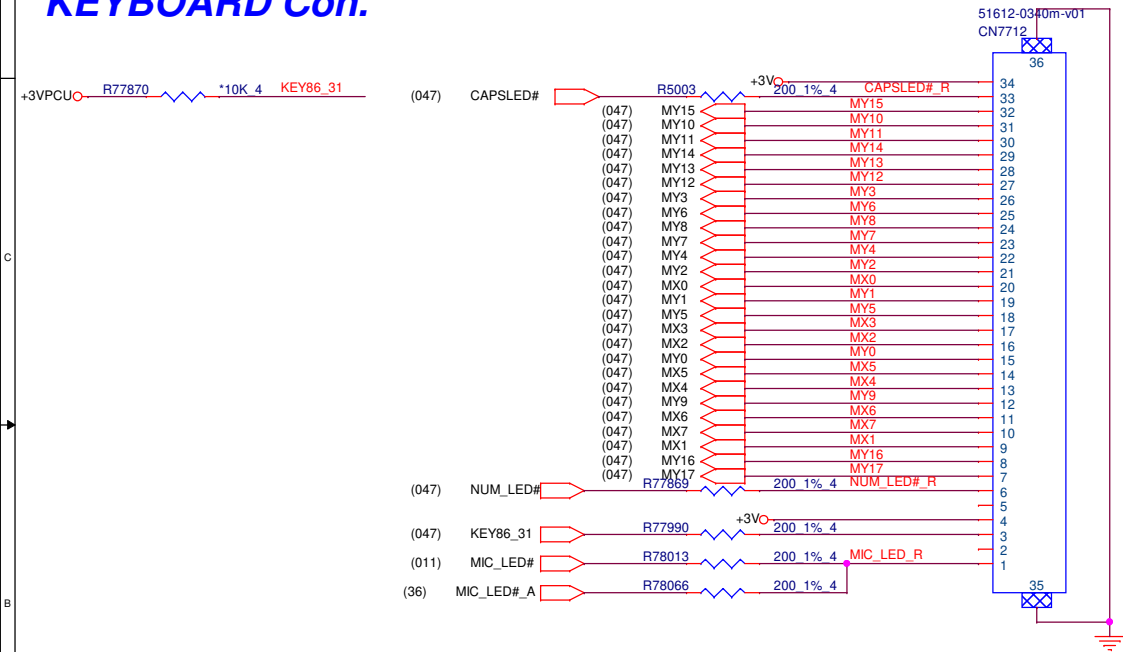 KEYBOARD Con.
51612-0340m-v01
CN7712
36
+3VPCU R77870 *10K_4 KEY86_31
+3V 34
(047) CAPSLED# R5003 200_1%_4 CAPSLED#_R 33
(047) MY15 MY15 32
(047) MY10 MY10 31
(047) MY11 MY11 30
(047) MY14 MY14 29
(047) MY13 MY13 28
(047) MY12 MY12 27
(047) MY3 MY3 26
(047) MY6 MY6 25
(047) MY8 MY8 24
(047) MY7 MY7 23
(047) MY4 MY4 22
(047) MY2 MY2 21
(047) MX0 MX0 20
(047) MY1 MY1 19
(047) MY5 MY5 18
(047) MX3 MX3 17
(047) MX2 MX2 16
(047) MY0 MY0 15
(047) MX5 MX5 14
(047) MX4 MX4 13
(047) MY9 MY9 12
(047) MX6 MX6 11
(047) MX7 MX7 10
(047) MX1 MX1 9
(047) MY16 MY16 8
(047) MY17 MY17 7
(047) NUM_LED# R77869 200_1%_4 NUM_LED#_R 6
5
+3V 4
(047) KEY86_31 R77990 200_1%_4 3
2
(011) MIC_LED# R78013 200_1%_4 MIC_LED_R 1
(36) MIC_LED#_A R78066 200_1%_4
35
C
B